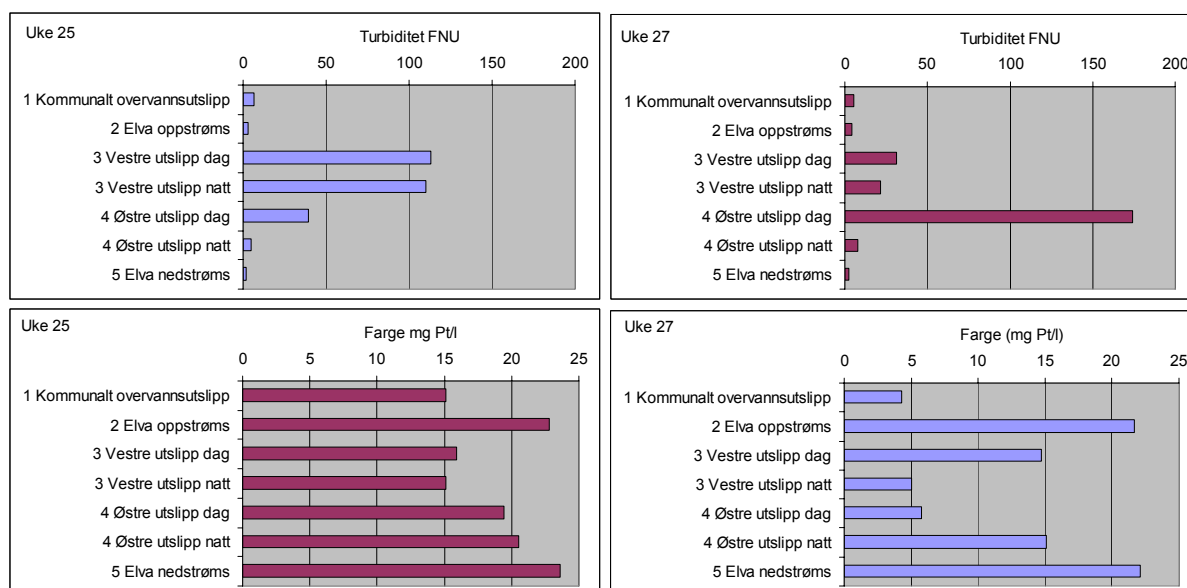 Uke 25
Turbiditet FNU
0 50 100 150 200
1 Kommunalt overvannsutslipp
2 Elva oppstrøms
3 Vestre utslipp dag
3 Vestre utslipp natt
4 Østre utslipp dag
4 Østre utslipp natt
5 Elva nedstrøms
Uke 27
Turbiditet FNU
0 50 100 150 200
1 Kommunalt overvannsutslipp
2 Elva oppstrøms
3 Vestre utslipp dag
3 Vestre utslipp natt
4 Østre utslipp dag
4 Østre utslipp natt
5 Elva nedstrøms
Uke 25
Farge mg Pt/l
0 5 10 15 20 25
1 Kommunalt overvannsutslipp
2 Elva oppstrøms
3 Vestre utslipp dag
3 Vestre utslipp natt
4 Østre utslipp dag
4 Østre utslipp natt
5 Elva nedstrøms
Uke 27
Farge (mg Pt/l)
0 5 10 15 20 25
1 Kommunalt overvannsutslipp
2 Elva oppstrøms
3 Vestre utslipp dag
3 Vestre utslipp natt
4 Østre utslipp dag
4 Østre utslipp natt
5 Elva nedstrøms